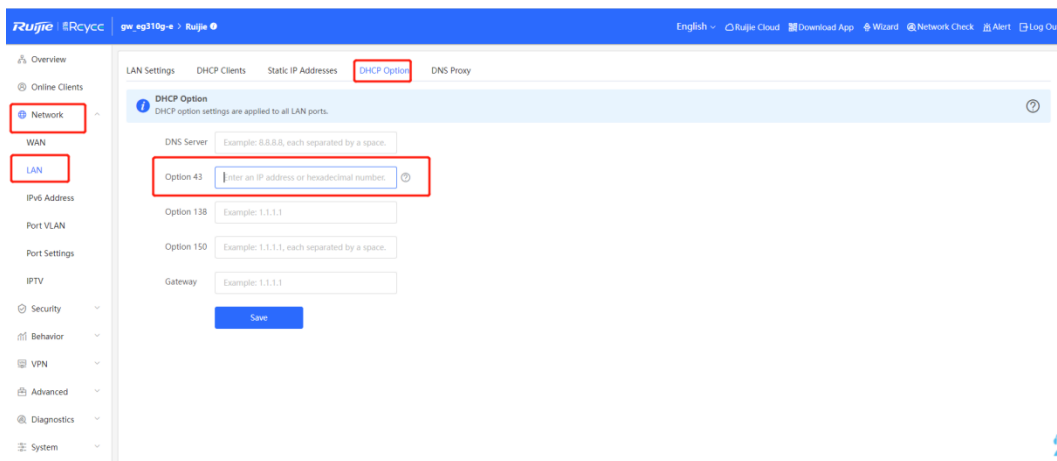 Ruijie Rcycc gw_eg310g-e > Ruijie English Ruijie Cloud Download App Wizard Network Check Alert Log Ou
Overview
Online Clients
Network
WAN
LAN
IPv6 Address
Port VLAN
Port Settings
IPTV
Security
Behavior
VPN
Advanced
Diagnostics
System
LAN Settings DHCP Clients Static IP Addresses DHCP Option DNS Proxy
DHCP Option
DHCP option settings are applied to all LAN ports.
DNS Server Example: 8.8.8.8, each separated by a space.
Option 43 Enter an IP address or hexadecimal number.
Option 138 Example: 1.1.1.1
Option 150 Example: 1.1.1.1, each separated by a space.
Gateway Example: 1.1.1.1
Save